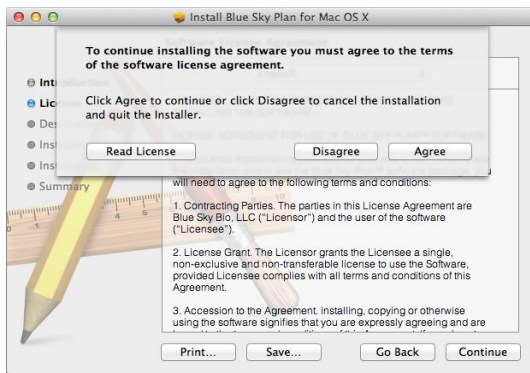 Install Blue Sky Plan for Mac OS X
To continue installing the software you must agree to the terms
of the software license agreement.
Click Agree to continue or click Disagree to cancel the installation
and quit the Installer.
Read License
Disagree
Agree
Summary
will need to agree to the following terms and conditions:
1. Contracting Parties. The parties in this License Agreement are
Blue Sky Bio, LLC ("Licensor") and the user of the software
("Licensee").
2. License Grant. The Licensor grants the Licensee a single,
non-exclusive and non-transferable license to use the Software,
provided Licensee complies with all terms and conditions of this
Agreement.
3. Accession to the Agreement. Installing, copying or otherwise
using the software signifies that you are expressly agreeing and are
Print...
Save...
Go Back
Continue